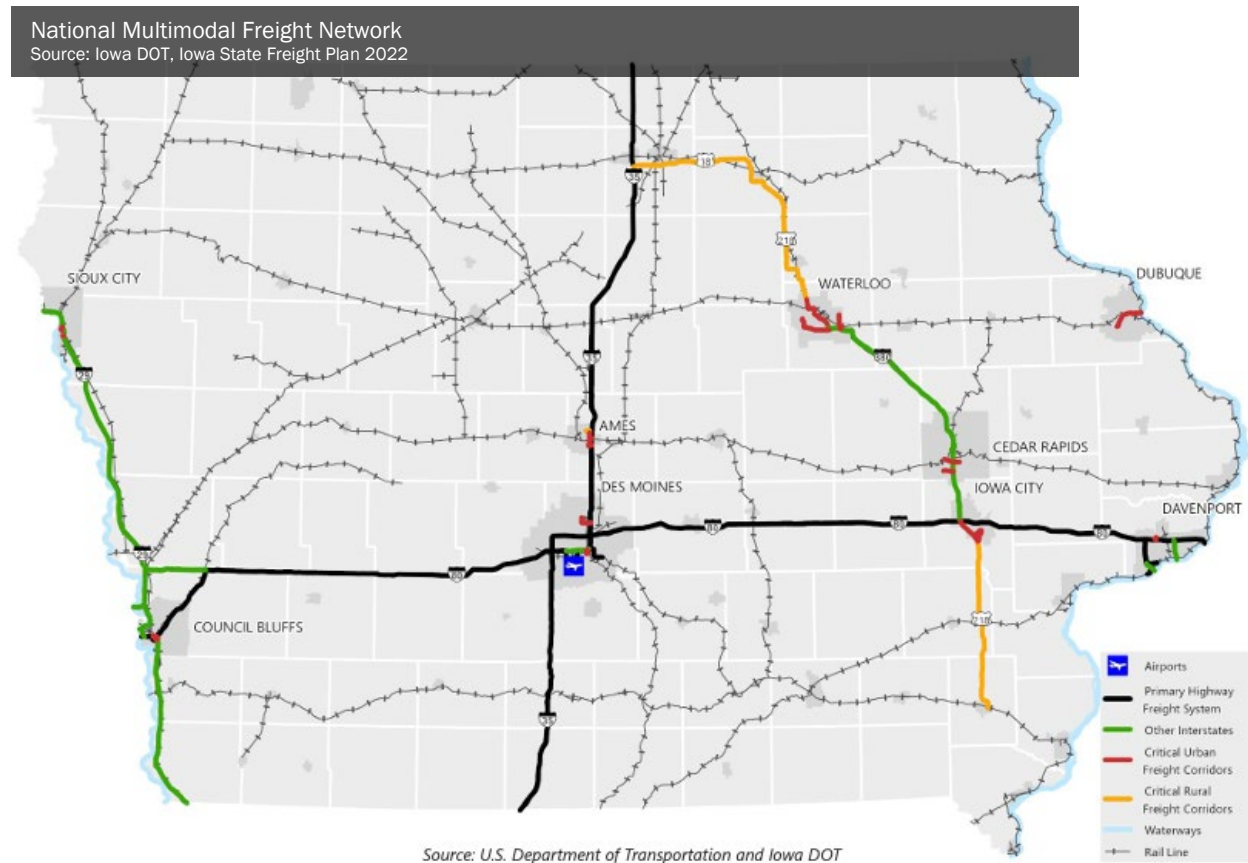 National Multimodal Freight Network
Source: Iowa DOT, Iowa State Freight Plan 2022
35
18
218
SIOUX CITY
DUBUQUE
WATERLOO
29
35
380
AMES
CEDAR RAPIDS
DES MOINES
IOWA CITY
DAVENPORT
80
80
80
29
80
COUNCIL BLUFFS
218
35
Airports
Primary Highway
Freight System
Other Interstates
Critical Urban
Freight Corridors
Critical Rural
Freight Corridors
Waterways
Rail Line
Source: U.S. Department of Transportation and Iowa DOT